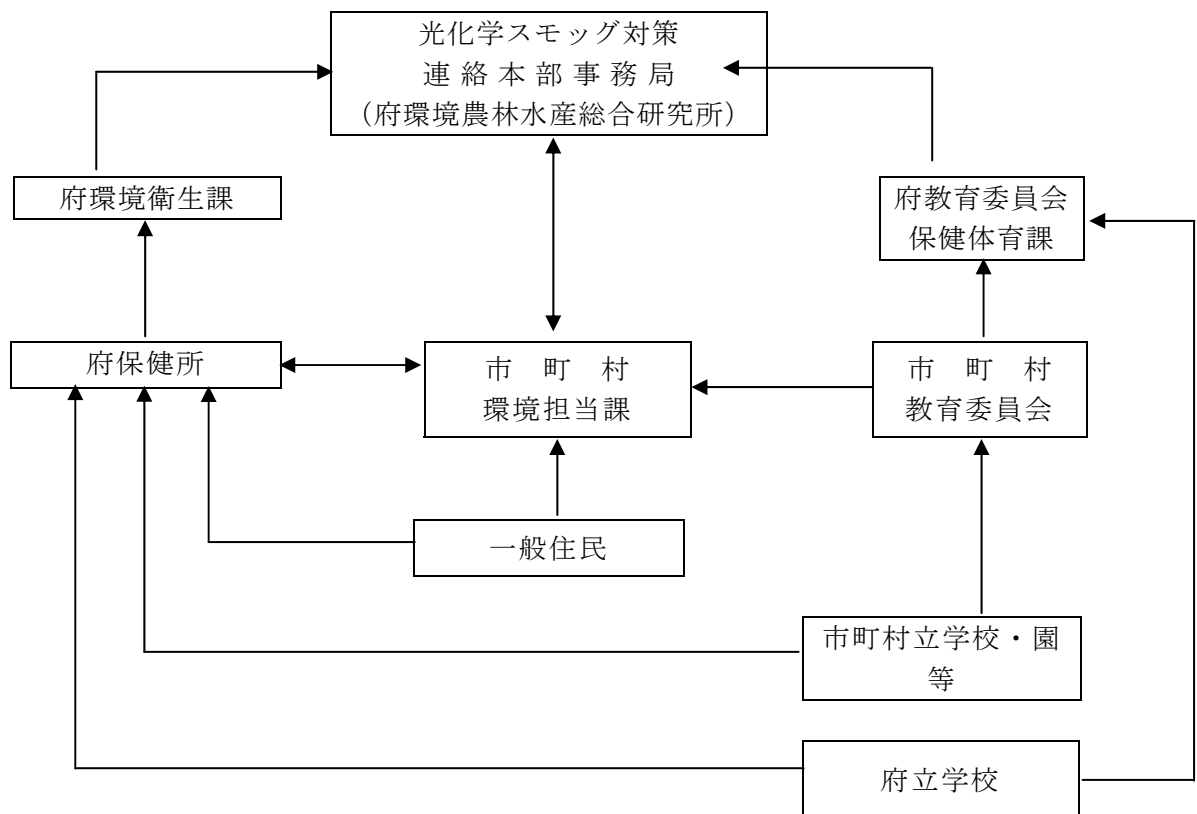 光化学スモッグ対策
連絡本部事務局
（府環境農林水産総合研究所）
府環境衛生課
府教育委員会
保健体育課
府保健所
市　町　村
環境担当課
市　町　村
教育委員会
一般住民
市町村立学校・園
等
府立学校